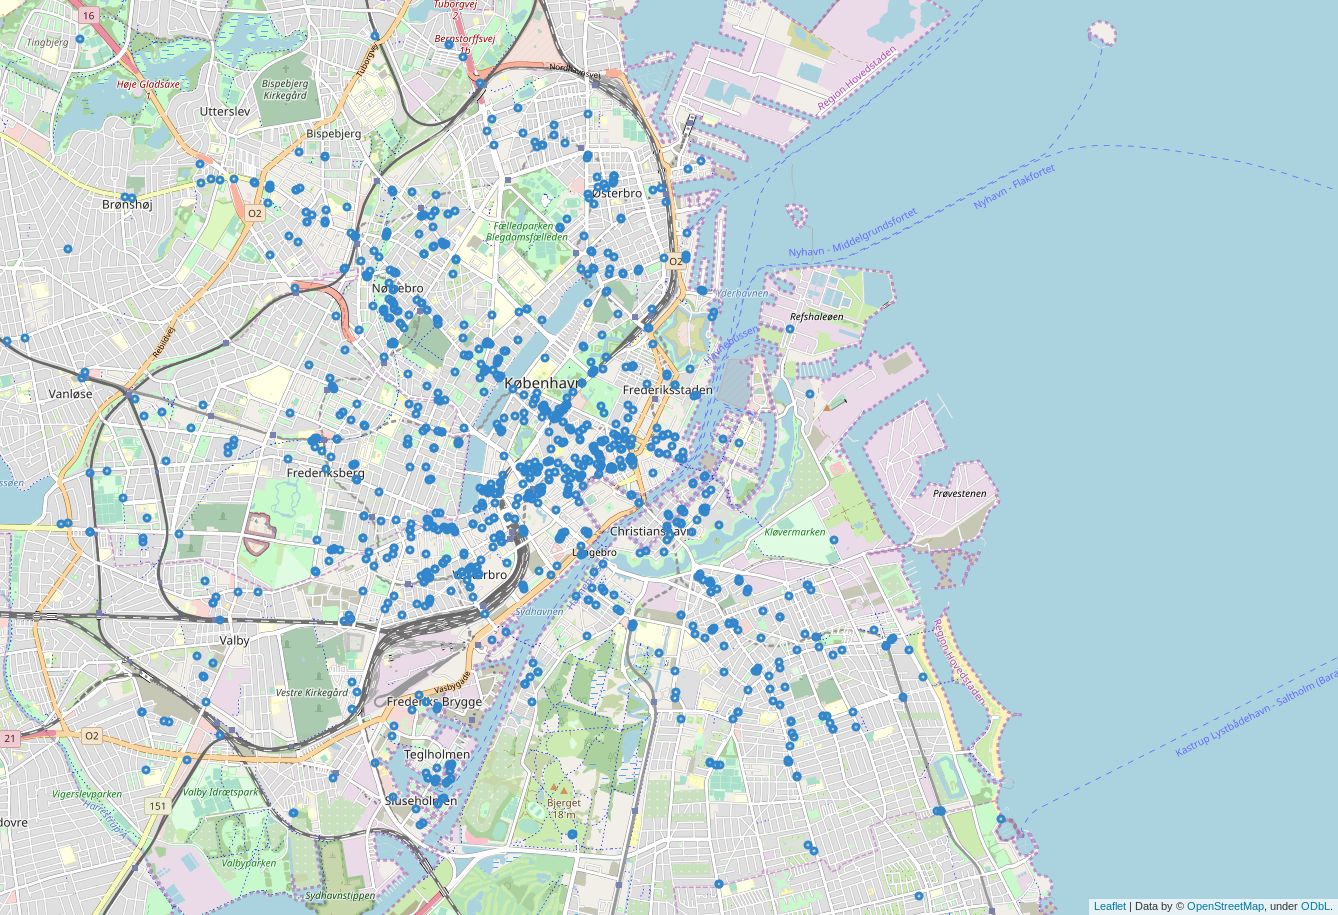 16
Tuborgvej
2
Tingbjerg
Bernstorffsvej
1b
Tuborgvej
Nordhavnsvej
Høje Gladsaxe
Bispebjerg
Kirkegård
Region Hovedstaden
Utterslev
Bispebjerg
Nyhavn - Flakfortet
Brønshøj
Østerbro
O2
Fælledparken
Blegdamsfælleden
Nyhavn - Middelgrundsfortet
O2
Yderhavnen
Refshaleøen
Rebildvej
Havnebussen
København
Vanløse
Frederiksstaden
Frederiksberg
Prøvestenen
Christianshavn
Kløvermarken
Langebro
Vesterbro
Sydhavnen
Valby
Region Hovedstaden
Vestre Kirkegård
Vasbygade
Frederiks Brygge
Kastrup Lystbådehavn - Saltholm (Bara
21
O2
Teglholmen
Vigerslevparken
Valby Idrætspark
151
Sluseholmen
Bjerget
18 m
Harrestrup Å
Valbyparken
Sydhavnstippen
Leaflet | Data by © OpenStreetMap, under ODbL.